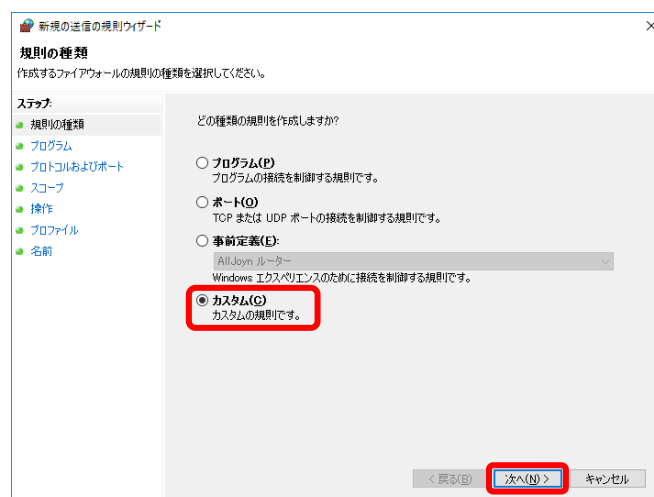 新規の送信の規則ウィザード
規則の種類
作成するファイアウォールの規則の種類を選択してください。
ステップ:
規則の種類
プログラム
プロトコルおよびポート
スコープ
操作
プロファイル
名前
どの種類の規則を作成しますか?
プログラム(P)
プログラムの接続を制御する規則です。
ポート(O)
TCP または UDP ポートの接続を制御する規則です。
事前定義(E):
AllJoyn ルーター
Windows エクスペリエンスのために接続を制御する規則です。
カスタム(C)
カスタムの規則です。
< 戻る(B)
次へ(N) >
キャンセル